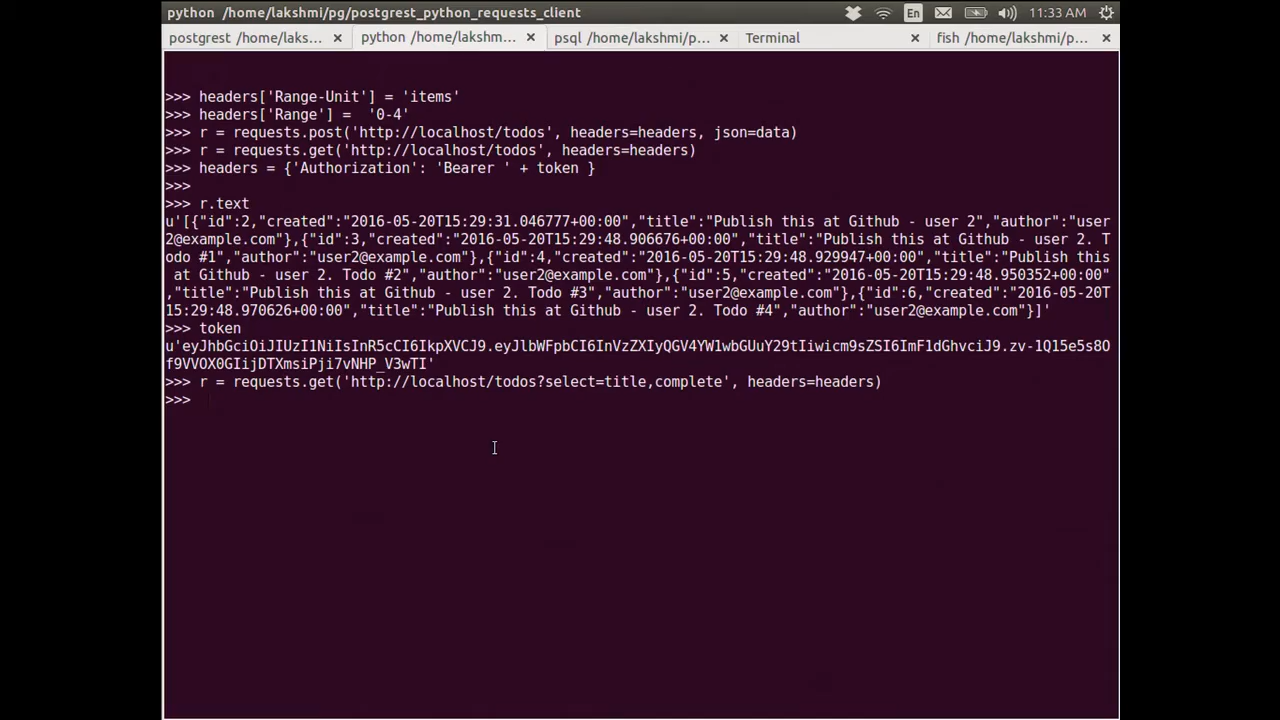 python /home/lakshmi/pg/postgrest_python_requests_client
En
11:33 AM
postgrest /home/laks...
python /home/lakshm...
psql /home/lakshmi/p...
Terminal
fish /home/lakshmi/p...
>>> headers['Range-Unit'] = 'items'
>>> headers['Range'] =  '0-4'
>>> r = requests.post('http://localhost/todos', headers=headers, json=data)
>>> r = requests.get('http://localhost/todos', headers=headers)
>>> headers = {'Authorization': 'Bearer ' + token }
>>>
>>> r.text
u'[{"id":2,"created":"2016-05-20T15:29:31.046777+00:00","title":"Publish this at Github - user 2","author":"user
2@example.com"},{"id":3,"created":"2016-05-20T15:29:48.906676+00:00","title":"Publish this at Github - user 2. T
odo #1","author":"user2@example.com"},{"id":4,"created":"2016-05-20T15:29:48.929947+00:00","title":"Publish this
 at Github - user 2. Todo #2","author":"user2@example.com"},{"id":5,"created":"2016-05-20T15:29:48.950352+00:00"
,"title":"Publish this at Github - user 2. Todo #3","author":"user2@example.com"},{"id":6,"created":"2016-05-20T
15:29:48.970626+00:00","title":"Publish this at Github - user 2. Todo #4","author":"user2@example.com"}]'
>>> token
u'eyJhbGciOiJIUzI1NiIsInR5cCI6IkpXVCJ9.eyJlbWFpbCI6InVzZXIyQGV4YW1wbGUuY29tIiwicm9sZSI6ImF1dGhvciJ9.zv-1Q15e5s8O
f9VVOX0GIijDTXmsiPji7vNHP_V3wTI'
>>> r = requests.get('http://localhost/todos?select=title,complete', headers=headers)
>>>